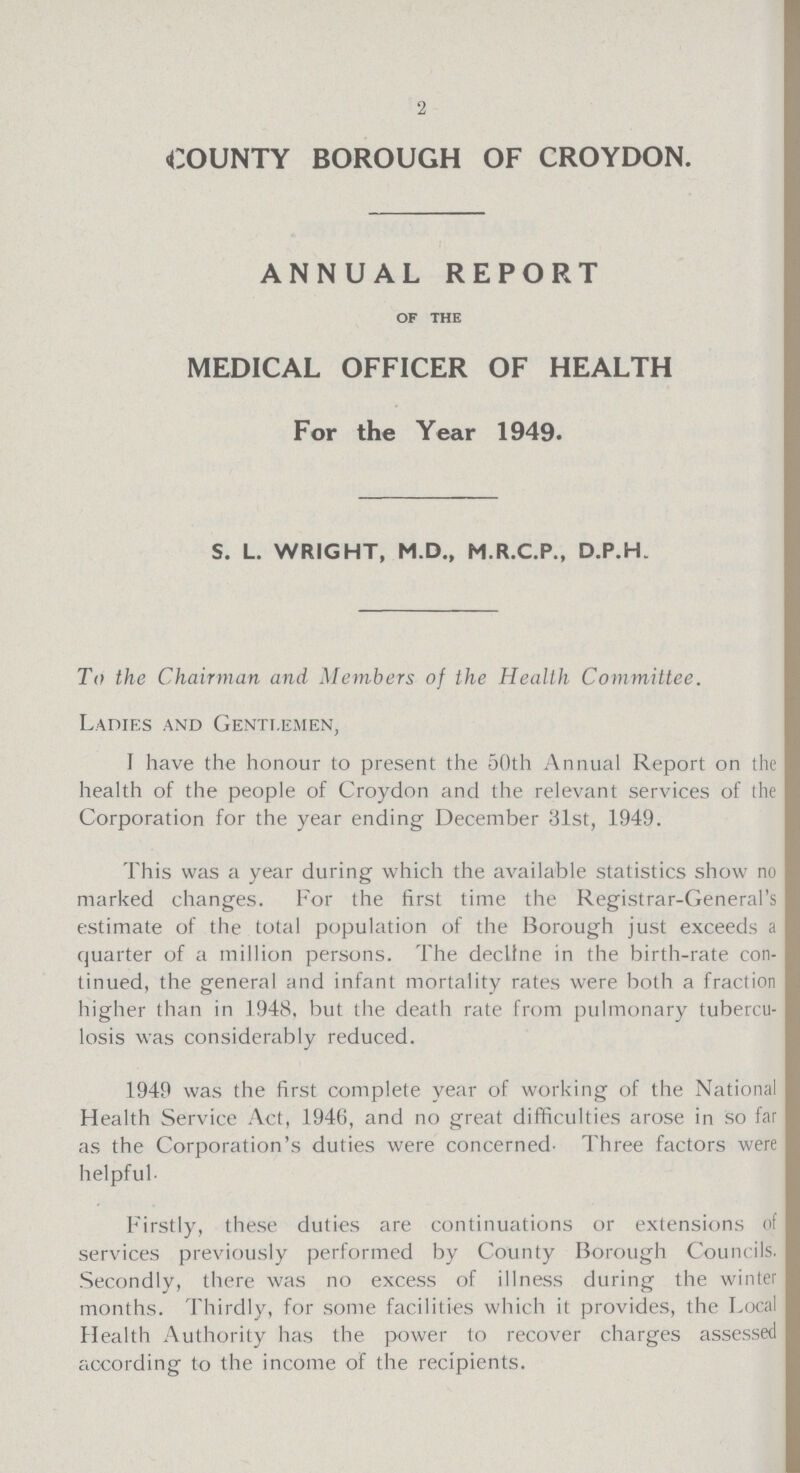 2
COUNTY BOROUGH OF CROYDON.
ANNUAL REPORT
OF THE
MEDICAL OFFICER OF HEALTH
For the Year 1949.
S. L. WRIGHT, M.D., M.R.C.P., D.P.H.
To the Chairman and Members of the Health Committee.
LADIES AND GENTLEMEN,
I have the honour to present the 50th Annual Report on the
health of the people of Croydon and the relevant services of the
Corporation for the year ending December 31st, 1949.
This was a year during which the available statistics show no
marked changes. For the first time the Registrar-General's
estimate of the total population of the Borough just exceeds a
quarter of a million persons. The decline in the birth-rate con-
tinued, the general and infant mortality rates were both a fraction
higher than in 1948, but the death rate from pulmonary tubercu-
losis was considerably reduced.
1949 was the first complete year of working of the National
Health Service Act, 1946, and no great difficulties arose in so far
as the Corporation's duties were concerned. Three factors were
helpful.
Firstly, these duties are continuations or extensions of
services previously performed by County Borough Councils.
Secondly, there was no excess of illness during the winter
months. Thirdly, for some facilities which it provides, the Local
Health Authority has the power to recover charges assessed
according to the income of the recipients.